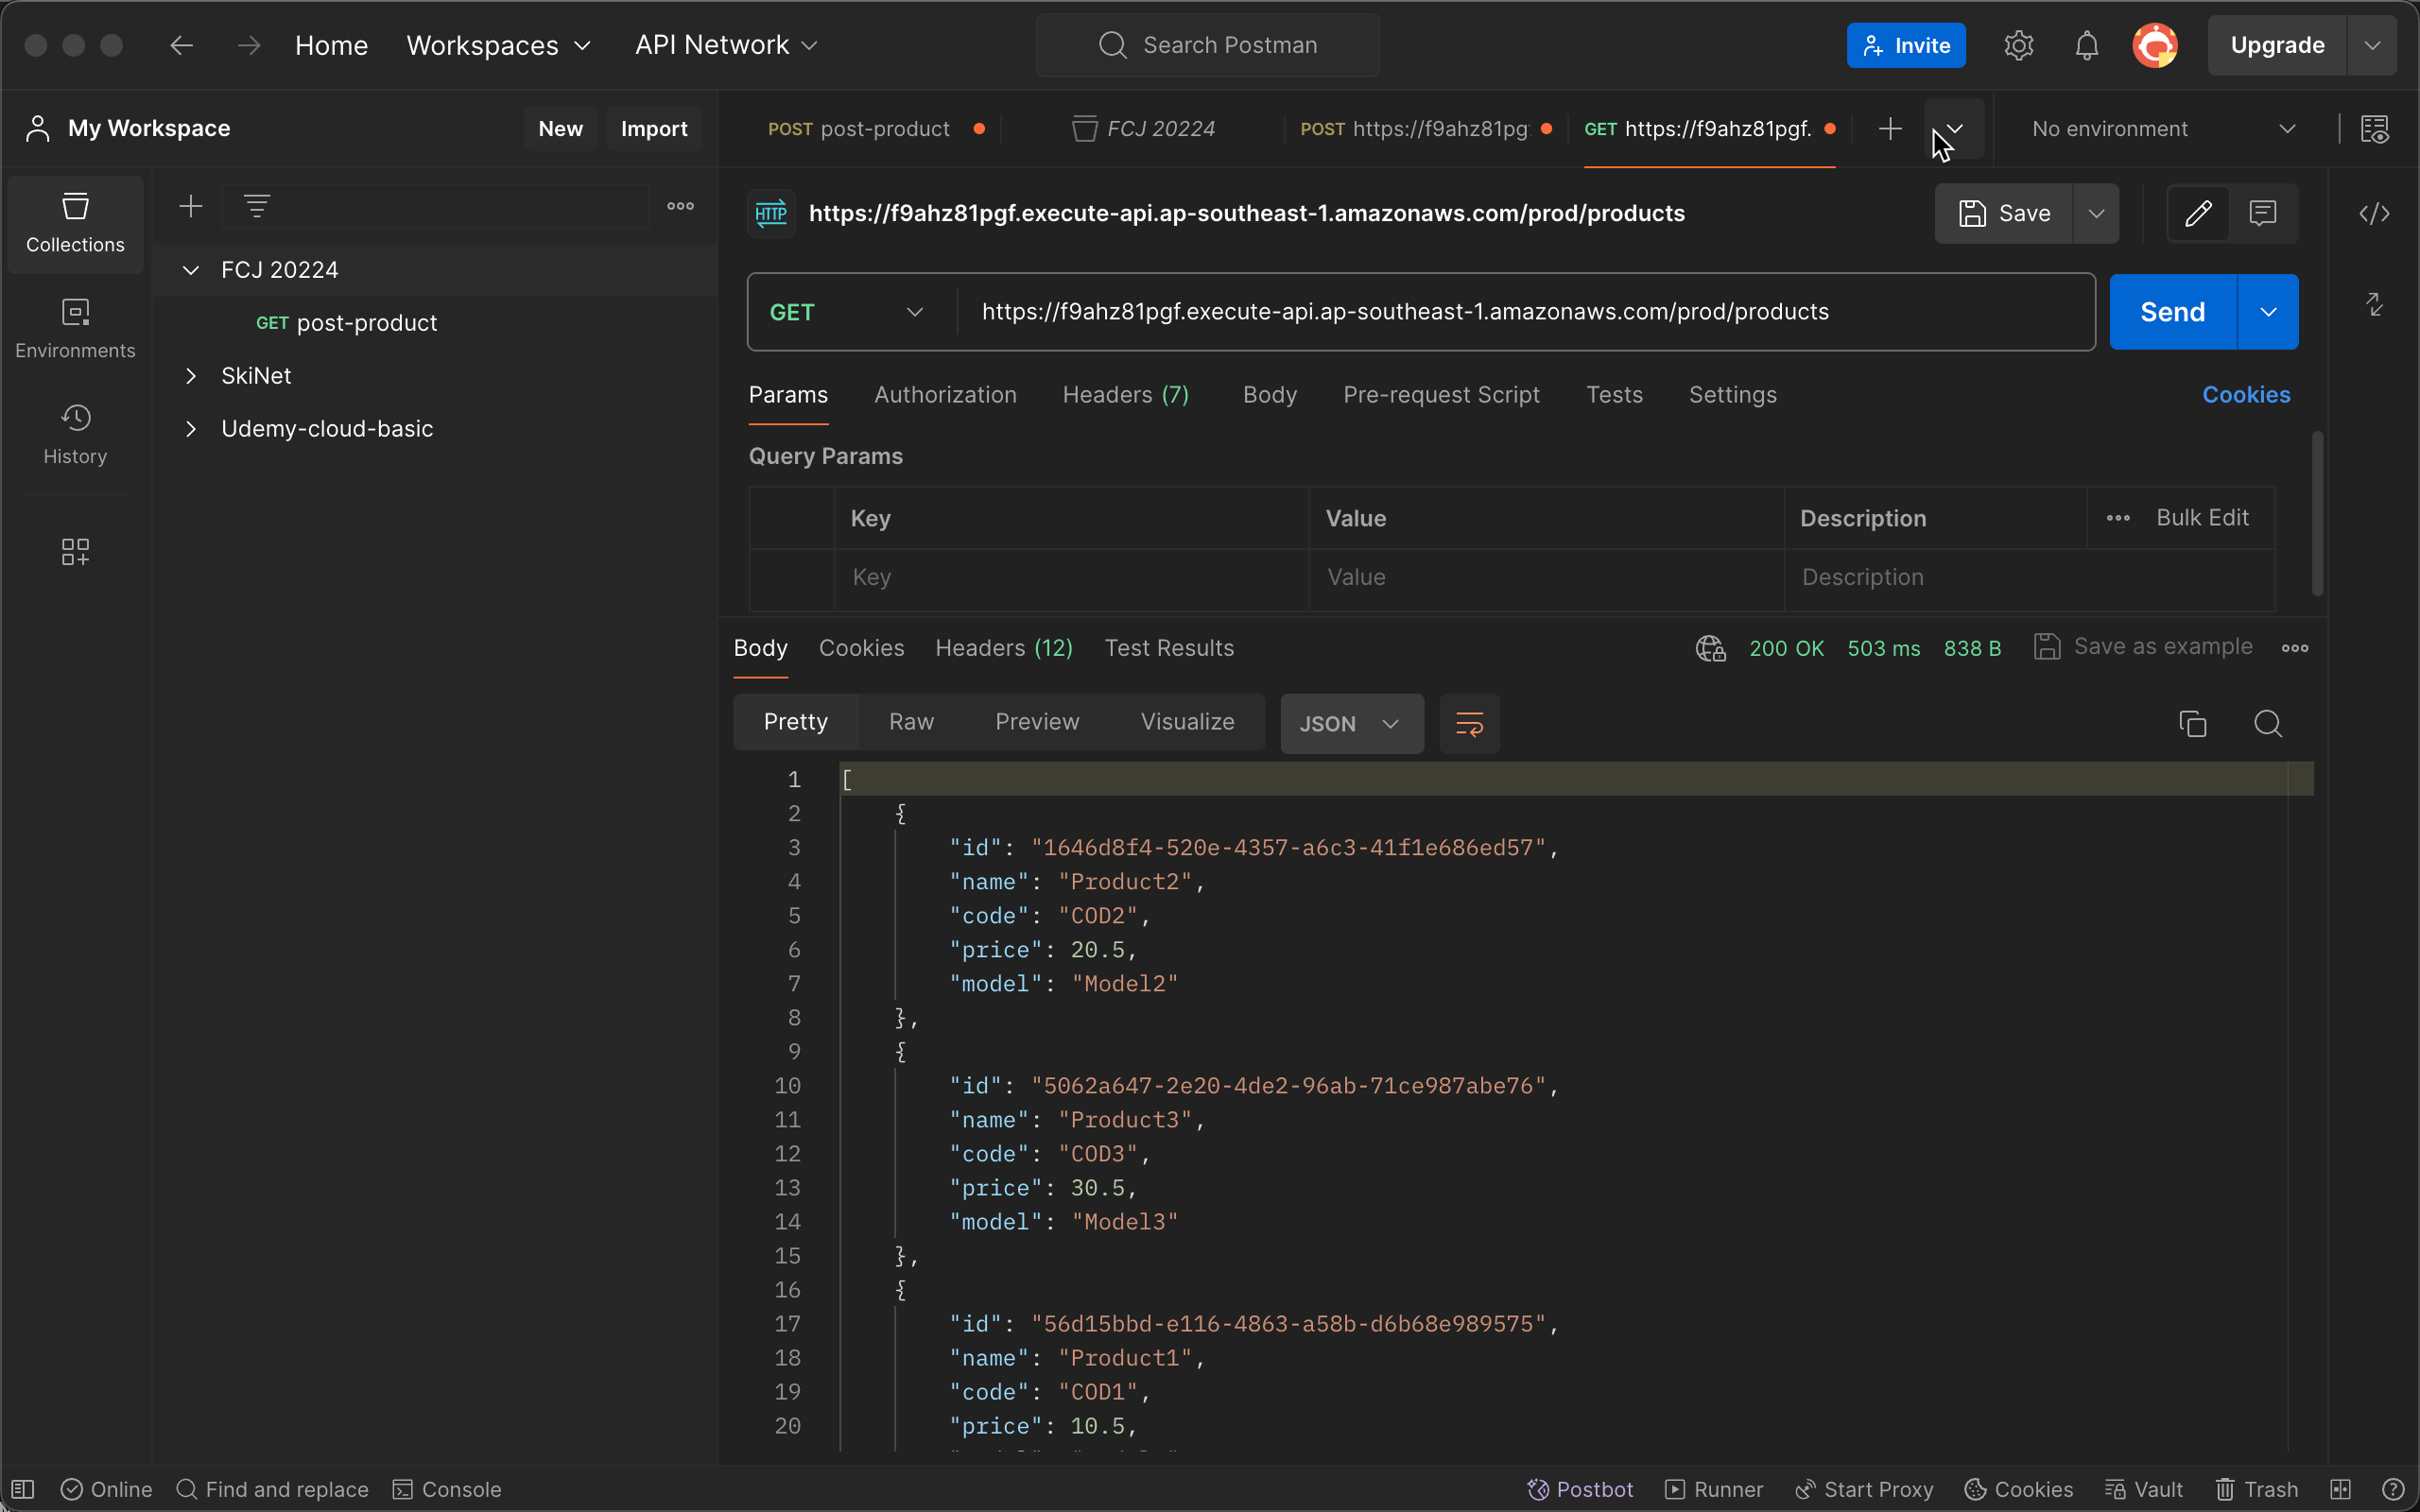 Home Workspaces API Network Search Postman Invite Upgrade
My Workspace New Import
POST post-product FCJ 20224 POST https://f9ahz81pg GET https://f9ahz81pgf. No environment
Collections
Environments
History
FCJ 20224
GET post-product
SkiNet
Udemy-cloud-basic
HTTP https://f9ahz81pgf.execute-api.ap-southeast-1.amazonaws.com/prod/products Save
GET https://f9ahz81pgf.execute-api.ap-southeast-1.amazonaws.com/prod/products Send
Params Authorization Headers (7) Body Pre-request Script Tests Settings Cookies
Query Params
Key Value Description Bulk Edit
Key Value Description
Body Cookies Headers (12) Test Results 200 OK 503 ms 838 B Save as example
Pretty Raw Preview Visualize JSON
1 [
2 {
3 "id": "1646d8f4-520e-4357-a6c3-41f1e686ed57",
4 "name": "Product2",
5 "code": "COD2",
6 "price": 20.5,
7 "model": "Model2"
8 },
9 {
10 "id": "5062a647-2e20-4de2-96ab-71ce987abe76",
11 "name": "Product3",
12 "code": "COD3",
13 "price": 30.5,
14 "model": "Model3"
15 },
16 {
17 "id": "56d15bbd-e116-4863-a58b-d6b68e989575",
18 "name": "Product1",
19 "code": "COD1",
20 "price": 10.5,
Online Find and replace Console Postbot Runner Start Proxy Cookies Vault Trash